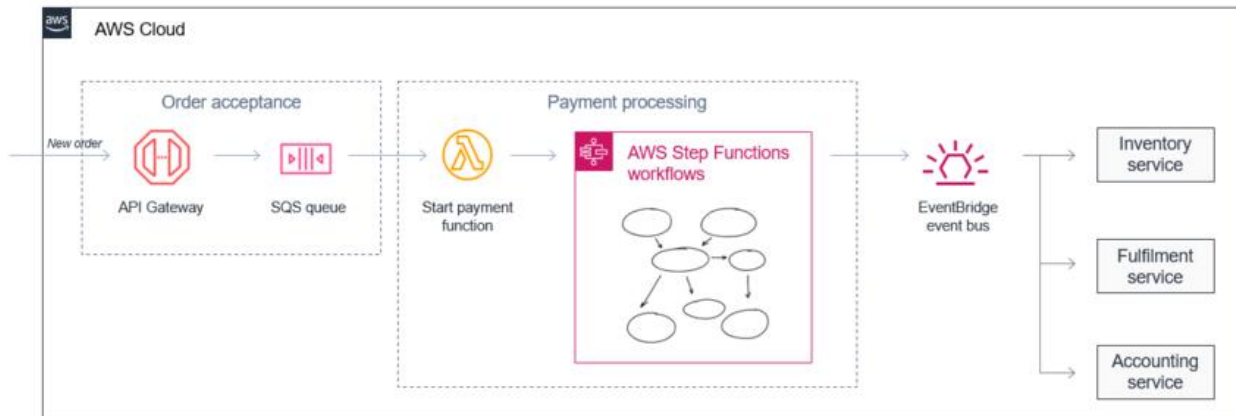 aws
AWS Cloud
Order acceptance
Payment processing
New order
API Gateway
SQS queue
Start payment
function
AWS Step Functions
workflows
EventBridge
event bus
Inventory
service
Fulfilment
service
Accounting
service